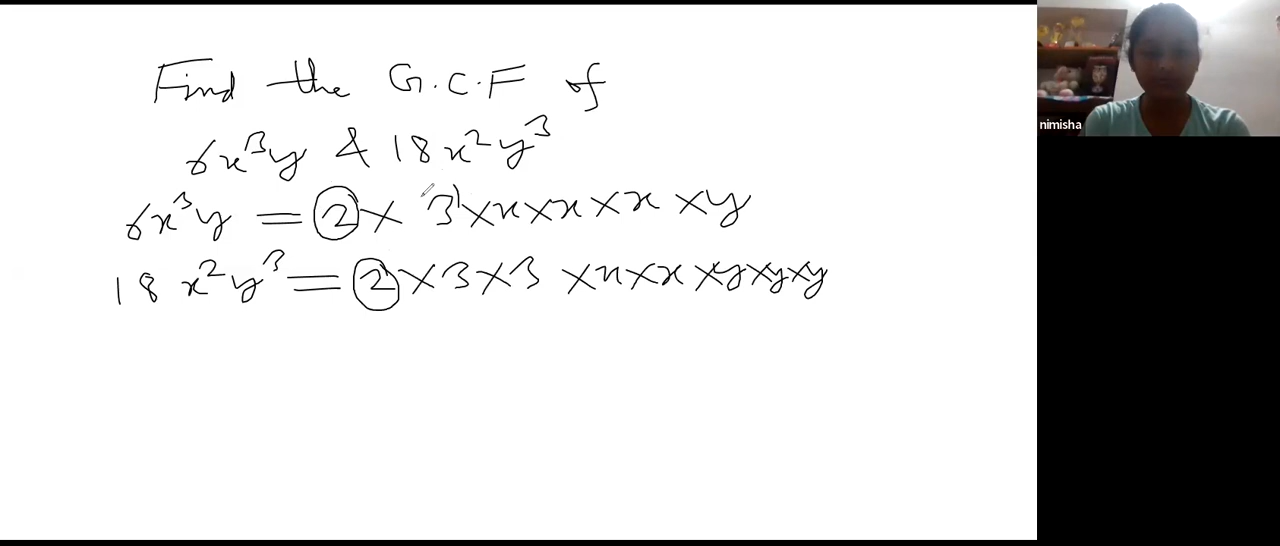 Find the G.C.F of
6x³y & 18x²y³
6x³y = 2 × 3 × x × x × x × y
18x²y³ = 2 × 3 × 3 × x × x × y × y × y
nimisha